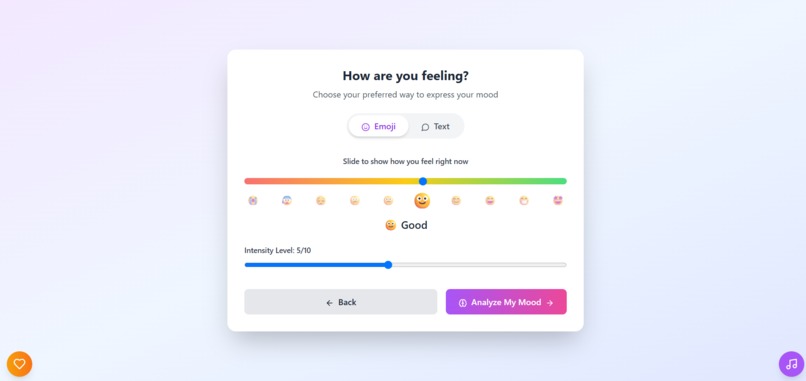 How are you feeling?
Choose your preferred way to express your mood
Emoji
Text
Slide to show how you feel right now
Good
Intensity Level: 5/10
Back
Analyze My Mood